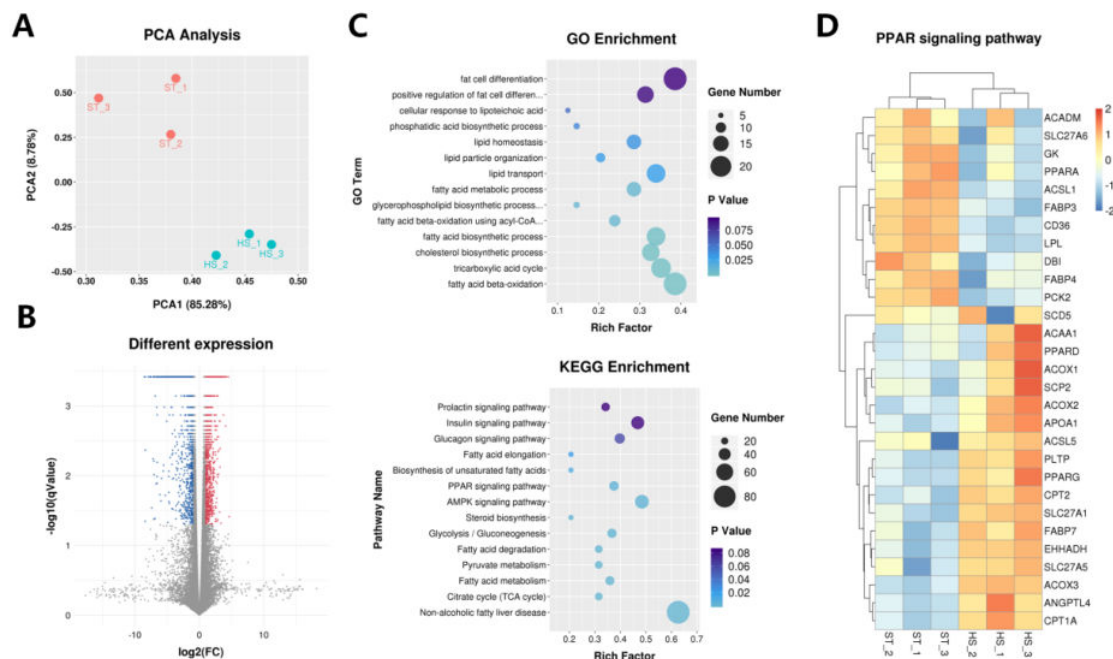 A
PCA Analysis
PCA2 (8.78%)
0.50
0.25
0.00
-0.25
-0.50
ST_1
ST_3
ST_2
HS_1
HS_3
HS_2
0.30
0.35
0.40
0.45
0.50
PCA1 (85.28%)
B
Different expression
-log10(qValue)
3
2
1
0
-10
0
10
log2(FC)
C
GO Enrichment
GO Term
fat cell differentiation
positive regulation of fat cell differen...
cellular response to lipoteichoic acid
phosphatidic acid biosynthetic process
lipid homeostasis
lipid particle organization
lipid transport
fatty acid metabolic process
glycerophospholipid biosynthetic process...
fatty acid beta-oxidation using acyl-CoA...
fatty acid biosynthetic process
cholesterol biosynthetic process
tricarboxylic acid cycle
fatty acid beta-oxidation
0.1
0.2
0.3
0.4
Rich Factor
Gene Number
5
10
15
20
P Value
0.075
0.050
0.025
KEGG Enrichment
Pathway Name
Prolactin signaling pathway
Insulin signaling pathway
Glucagon signaling pathway
Fatty acid elongation
Biosynthesis of unsaturated fatty acids
PPAR signaling pathway
AMPK signaling pathway
Steroid biosynthesis
Glycolysis / Gluconeogenesis
Fatty acid degradation
Pyruvate metabolism
Fatty acid metabolism
Citrate cycle (TCA cycle)
Non-alcoholic fatty liver disease
0.2
0.3
0.4
0.5
0.6
0.7
Rich Factor
Gene Number
20
40
60
80
P Value
0.08
0.06
0.04
0.02
D
PPAR signaling pathway
ACADM
SLC27A6
GK
PPARA
ACSL1
FABP3
CD36
LPL
DBI
FABP4
PCK2
SCD5
ACAA1
PPARD
ACOX1
SCP2
ACOX2
APOA1
ACSL5
PLTP
PPARG
CPT2
SLC27A1
FABP7
EHHADH
SLC27A5
ACOX3
ANGPTL4
CPT1A
ST_2
ST_1
ST_3
HS_2
HS_1
HS_3
2
1
0
-1
-2